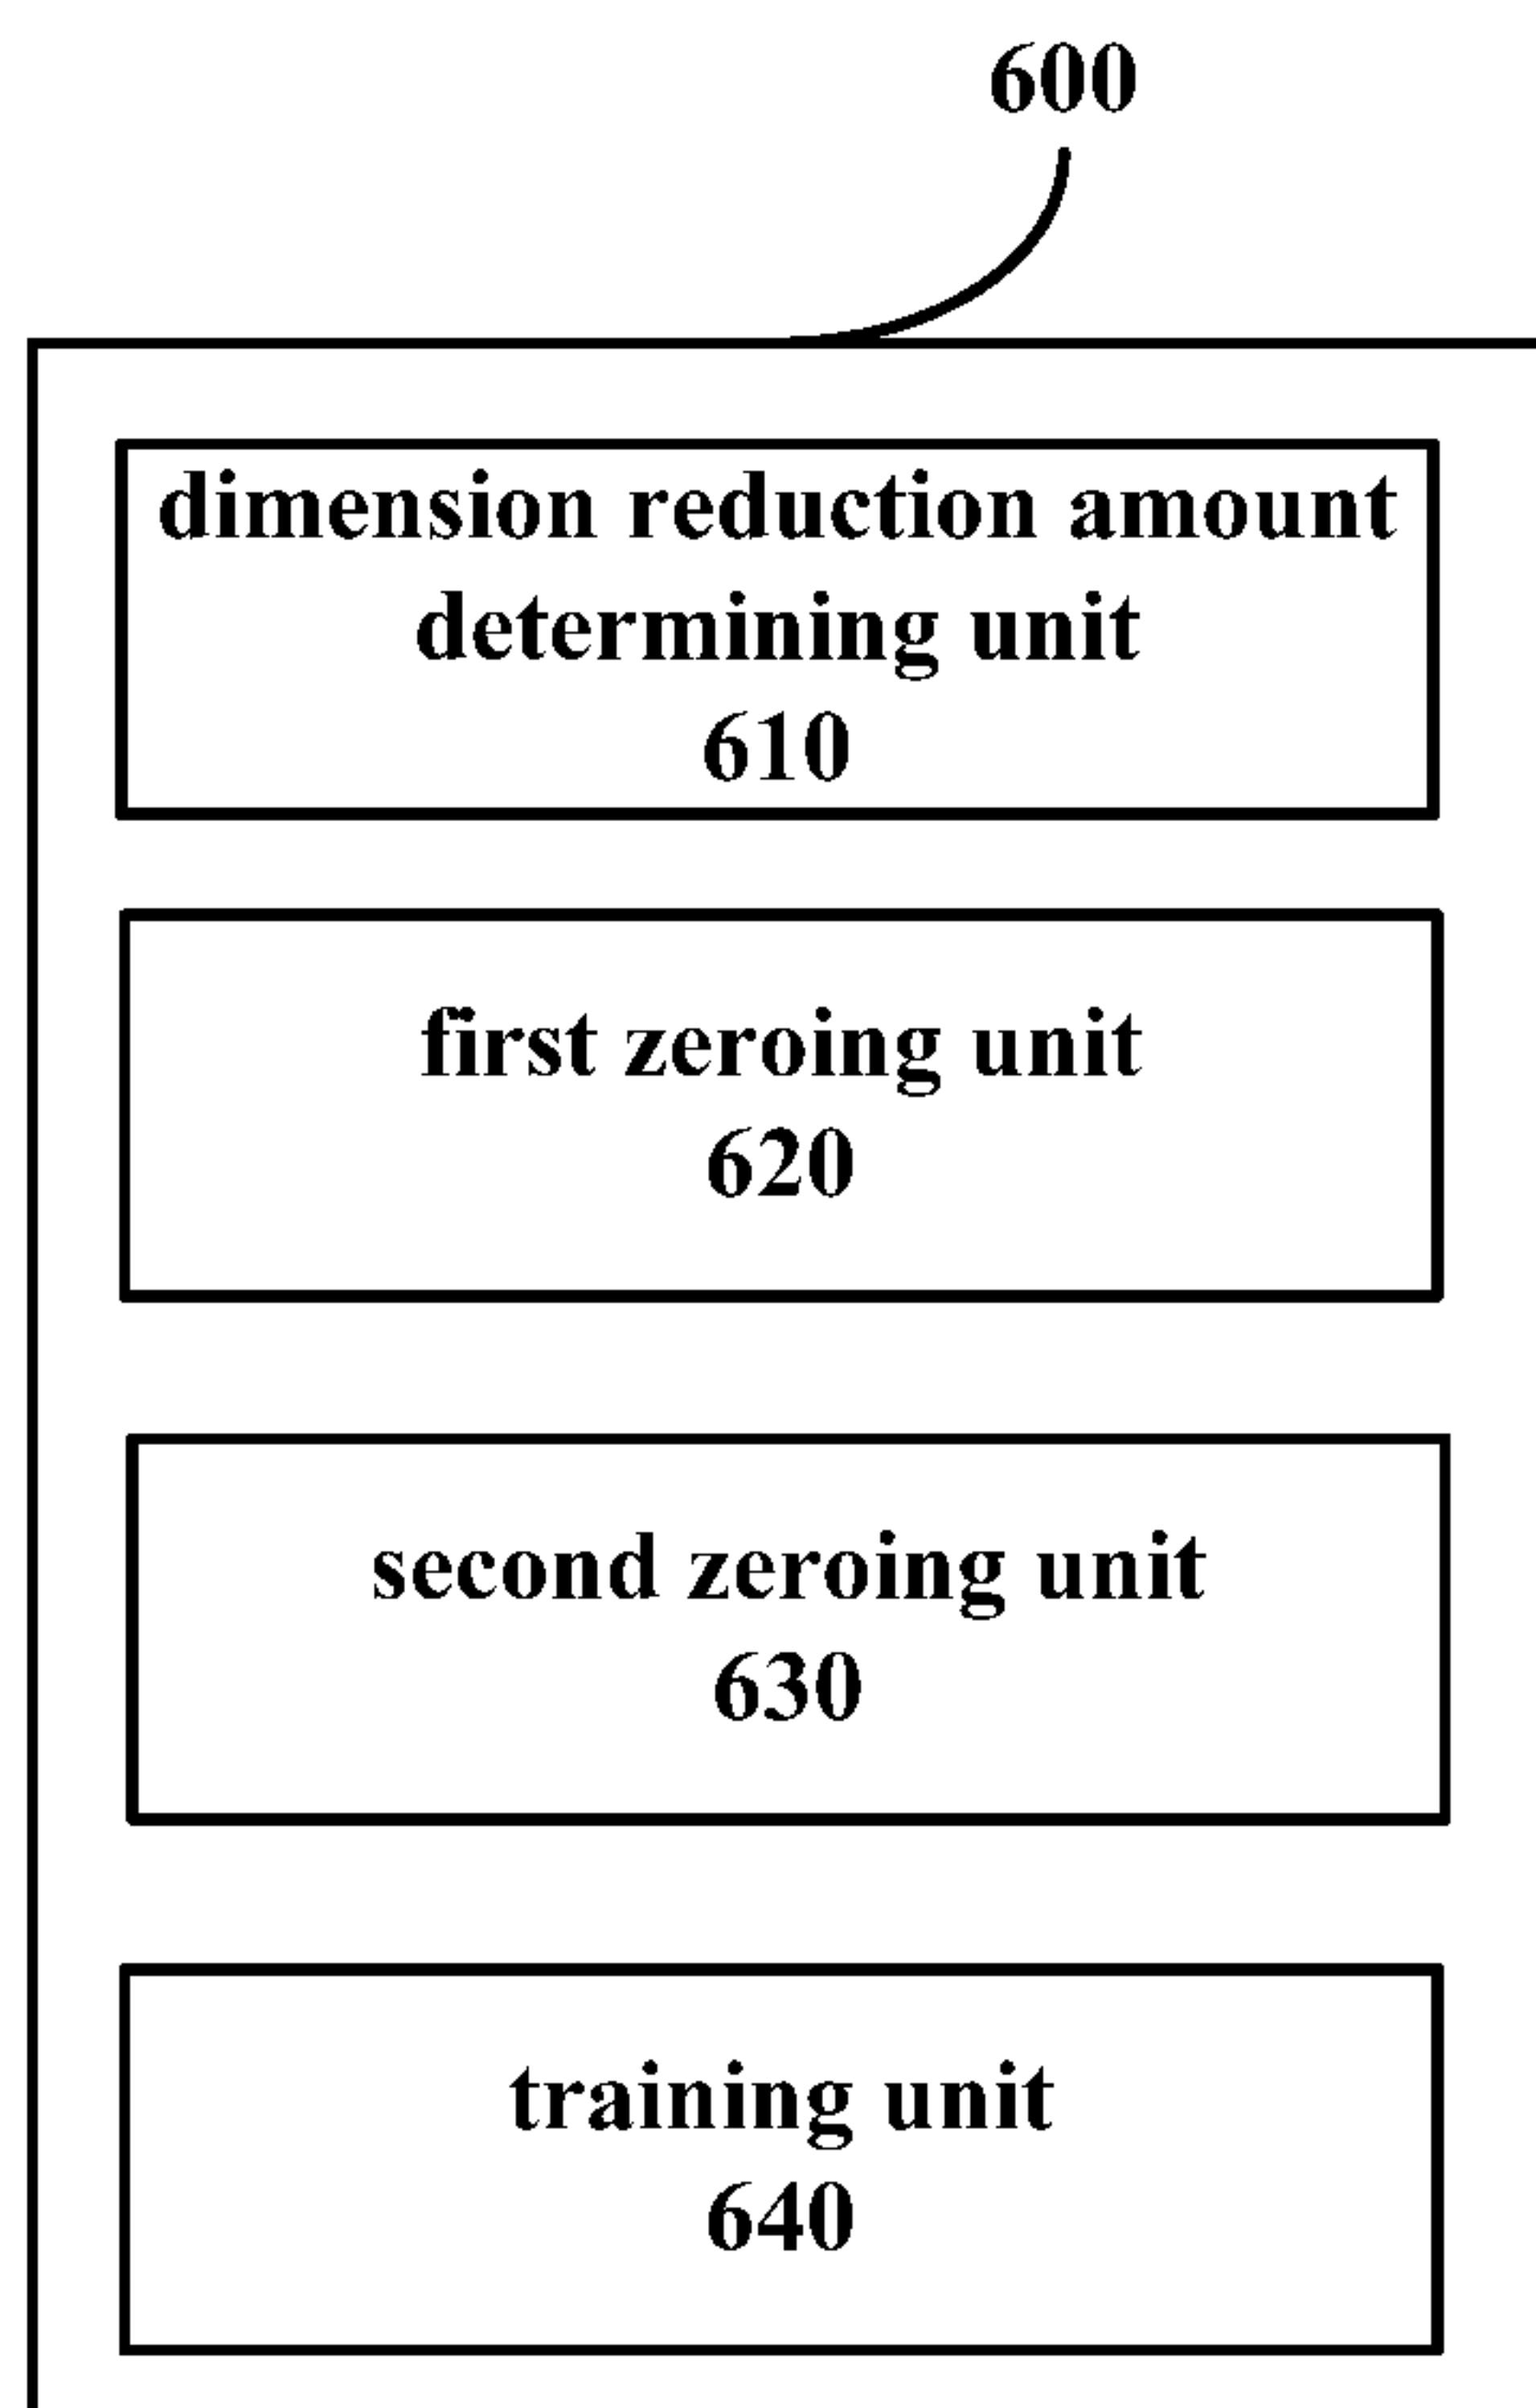 600
dimension reduction amount
determining unit
610
first zeroing unit
620
second zeroing unit
630
training unit
640